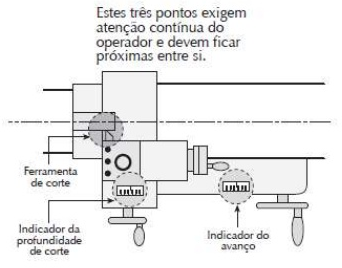 Estes três pontos exigem
atenção contínua do
operador e devem ficar
próximas entre si.
Ferramenta
de corte
Indicador da
profundidade
de corte
Indicador do
avanço